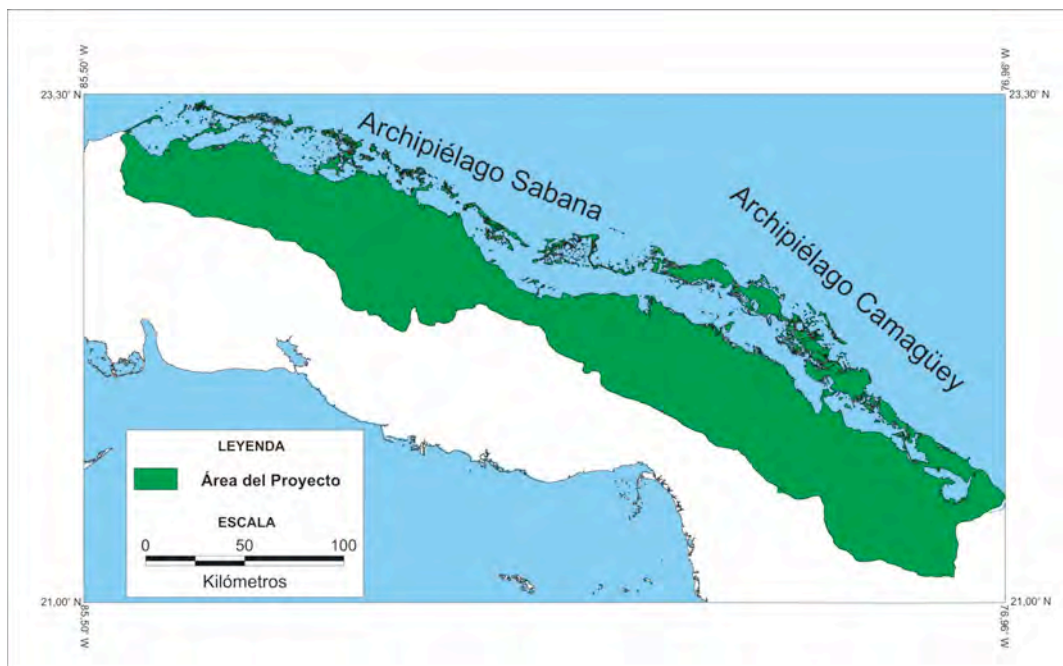 85.50° W
76.96° W
23,30° N
23,30° N
Archipiélago Sabana
Archipiélago Camagüey
LEYENDA
Área del Proyecto
ESCALA
0 50 100
Kilómetros
21,00° N
21,00° N
85.50° W
76.96° W